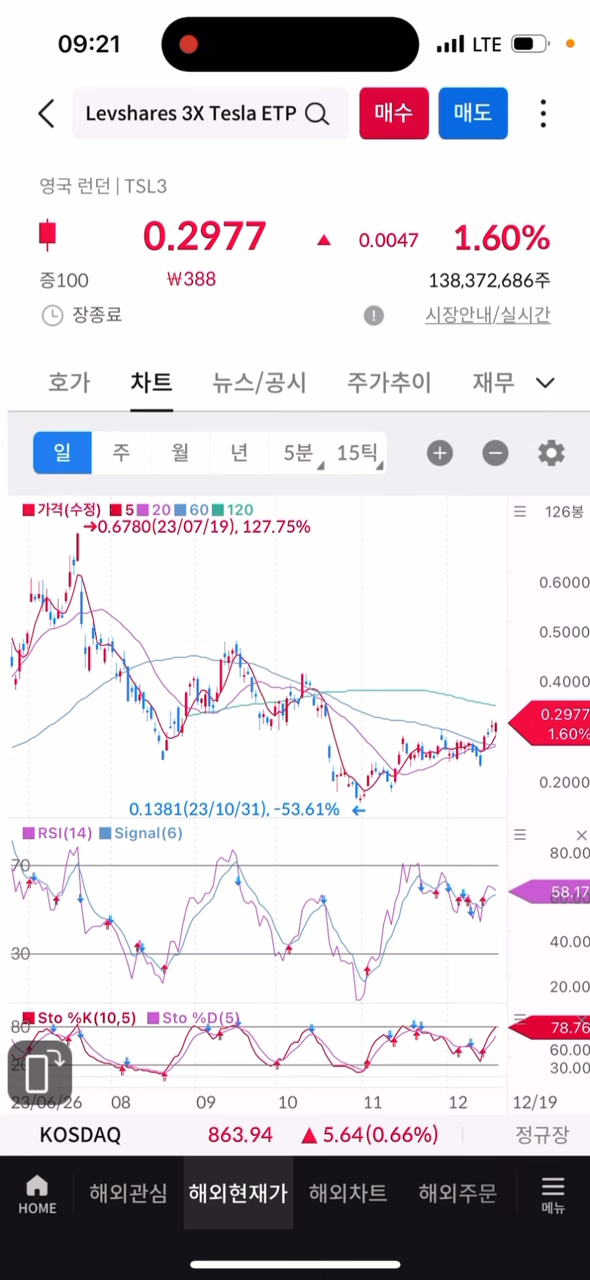 09:21 LTE
Levshares 3X Tesla ETP 매수 매도
영국 런던 | TSL3
0.2977 ▲ 0.0047 1.60%
증100 ₩388 138,372,686주
장종료 시장안내/실시간
호가 차트 뉴스/공시 주가추이 재무
일 주 월 년 5분 15틱
가격(수정) 5 20 60 120 126봉
→0.6780(23/07/19), 127.75%
0.6000
0.5000
0.4000
0.2977
1.60%
0.2000
0.1381(23/10/31), -53.61% ←
RSI(14) Signal(6)
70 80.00
58.17
30 40.00
20.00
Sto %K(10,5) Sto %D(5)
80 78.76
60.00
20 30.00
23/06/26 08 09 10 11 12 12/19
KOSDAQ 863.94 ▲ 5.64(0.66%) 정규장
HOME 해외관심 해외현재가 해외차트 해외주문 메뉴